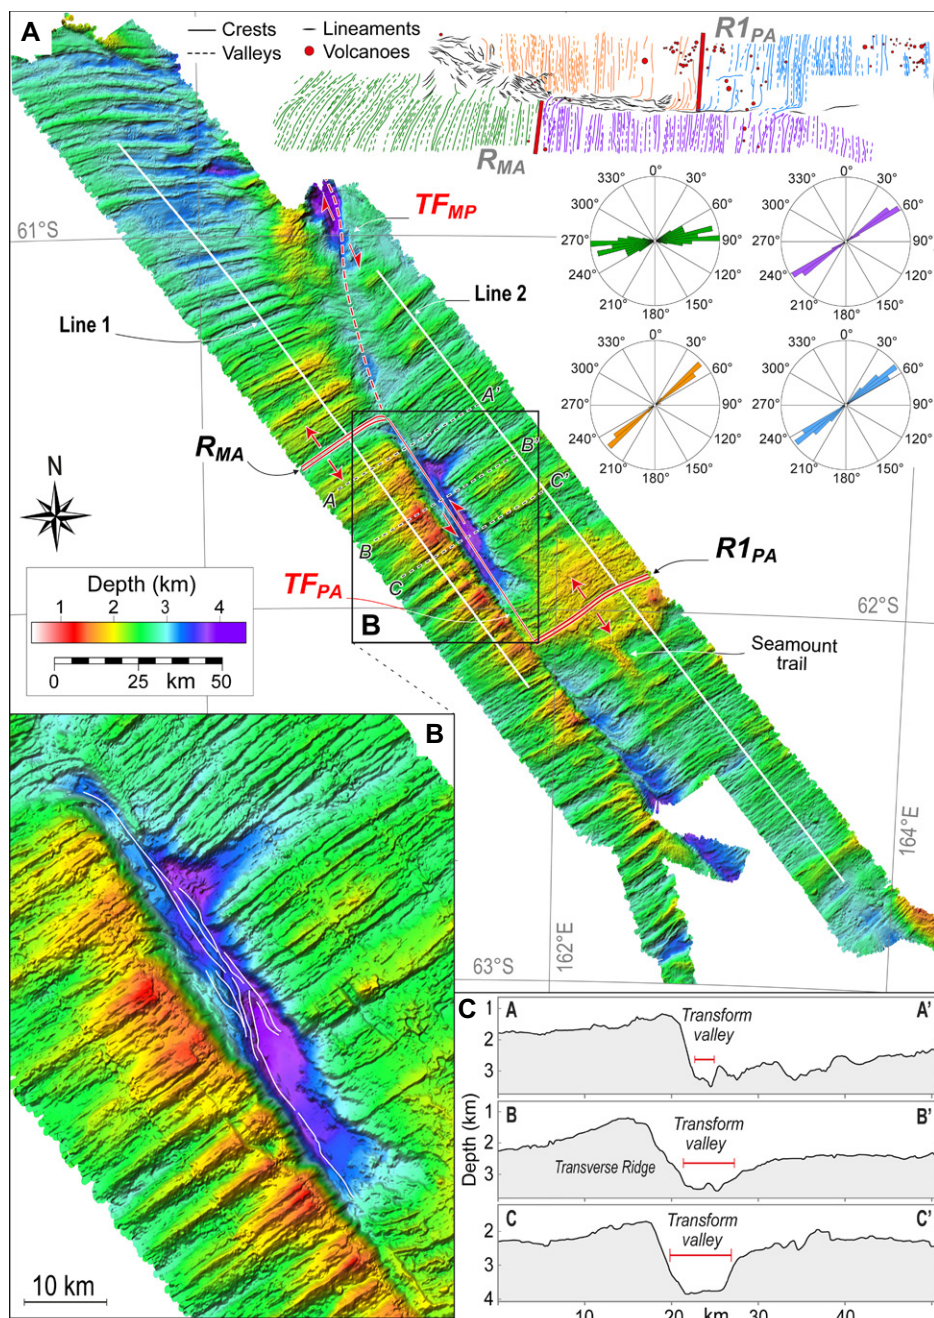 A
Crests
Valleys
Lineaments
Volcanoes
R1PA
RMA
0° 30° 60° 90° 120° 150° 180° 210° 240° 270° 300° 330°
0° 30° 60° 90° 120° 150° 180° 210° 240° 270° 300° 330°
0° 30° 60° 90° 120° 150° 180° 210° 240° 270° 300° 330°
0° 30° 60° 90° 120° 150° 180° 210° 240° 270° 300° 330°
61°S
TFMP
Line 2
Line 1
A'
RMA
B'
A
C'
N
B
R1PA
C
TFPA
B
62°S
Depth (km)
1 2 3 4
0 25 km 50
Seamount
trail
164°E
162°E
63°S
B
10 km
C
Depth (km)
A A'
1
2
3
Transform
valley
B B'
1
2
3
Transform
valley
Transverse Ridge
C C'
2
3
4
Transform
valley
10 20 km 30 40